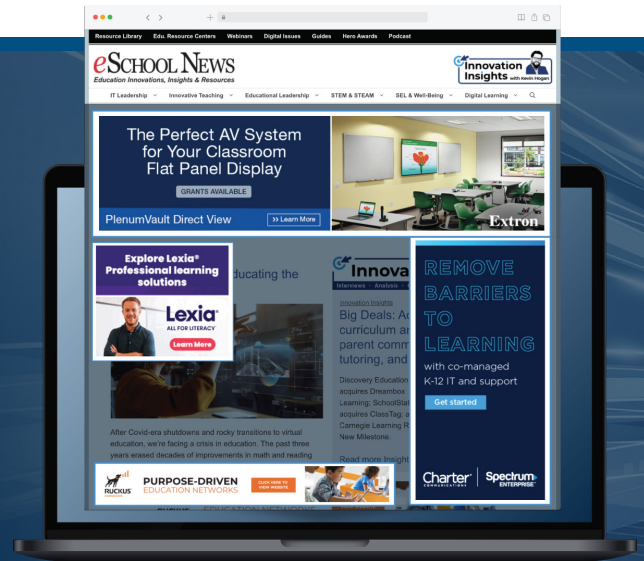 Resource Library Edu. Resource Centers Webinars Digital Issues Guides Hero Awards Podcast
eSCHOOL NEWS
Education Innovations, Insights & Resources
Innovation
Insights with Kevin Hogan
IT Leadership Innovative Teaching Educational Leadership STEM & STEAM SEL & Well-Being Digital Learning
The Perfect AV System
for Your Classroom
Flat Panel Display
GRANTS AVAILABLE
PlenumVault Direct View
>> Learn More
Extron
Explore Lexia®
Professional learning
solutions
Lexia®
ALL FOR LITERACY™
Learn More
ducating the
After Covid-era shutdowns and rocky transitions to virtual
education, we're facing a crisis in education. The past three
years erased decades of improvements in math and reading
Innova
Interviews - Analysis -
Innovation Insights
Big Deals:
curriculum
parent comm
tutoring, and
Discovery Education
acquires Dreambox
Learning; SchoolStat
acquires ClassTag; a
Carnegie Learning R
New Milestone.
Read more Insight
REMOVE
BARRIERS
TO
LEARNING
with co-managed
K-12 IT and support
Get started
Charter
COMMUNICATIONS
Spectrum
ENTERPRISE
RUCKUS
PURPOSE-DRIVEN
EDUCATION NETWORKS
CLICK HERE TO
VIEW WEBSITE